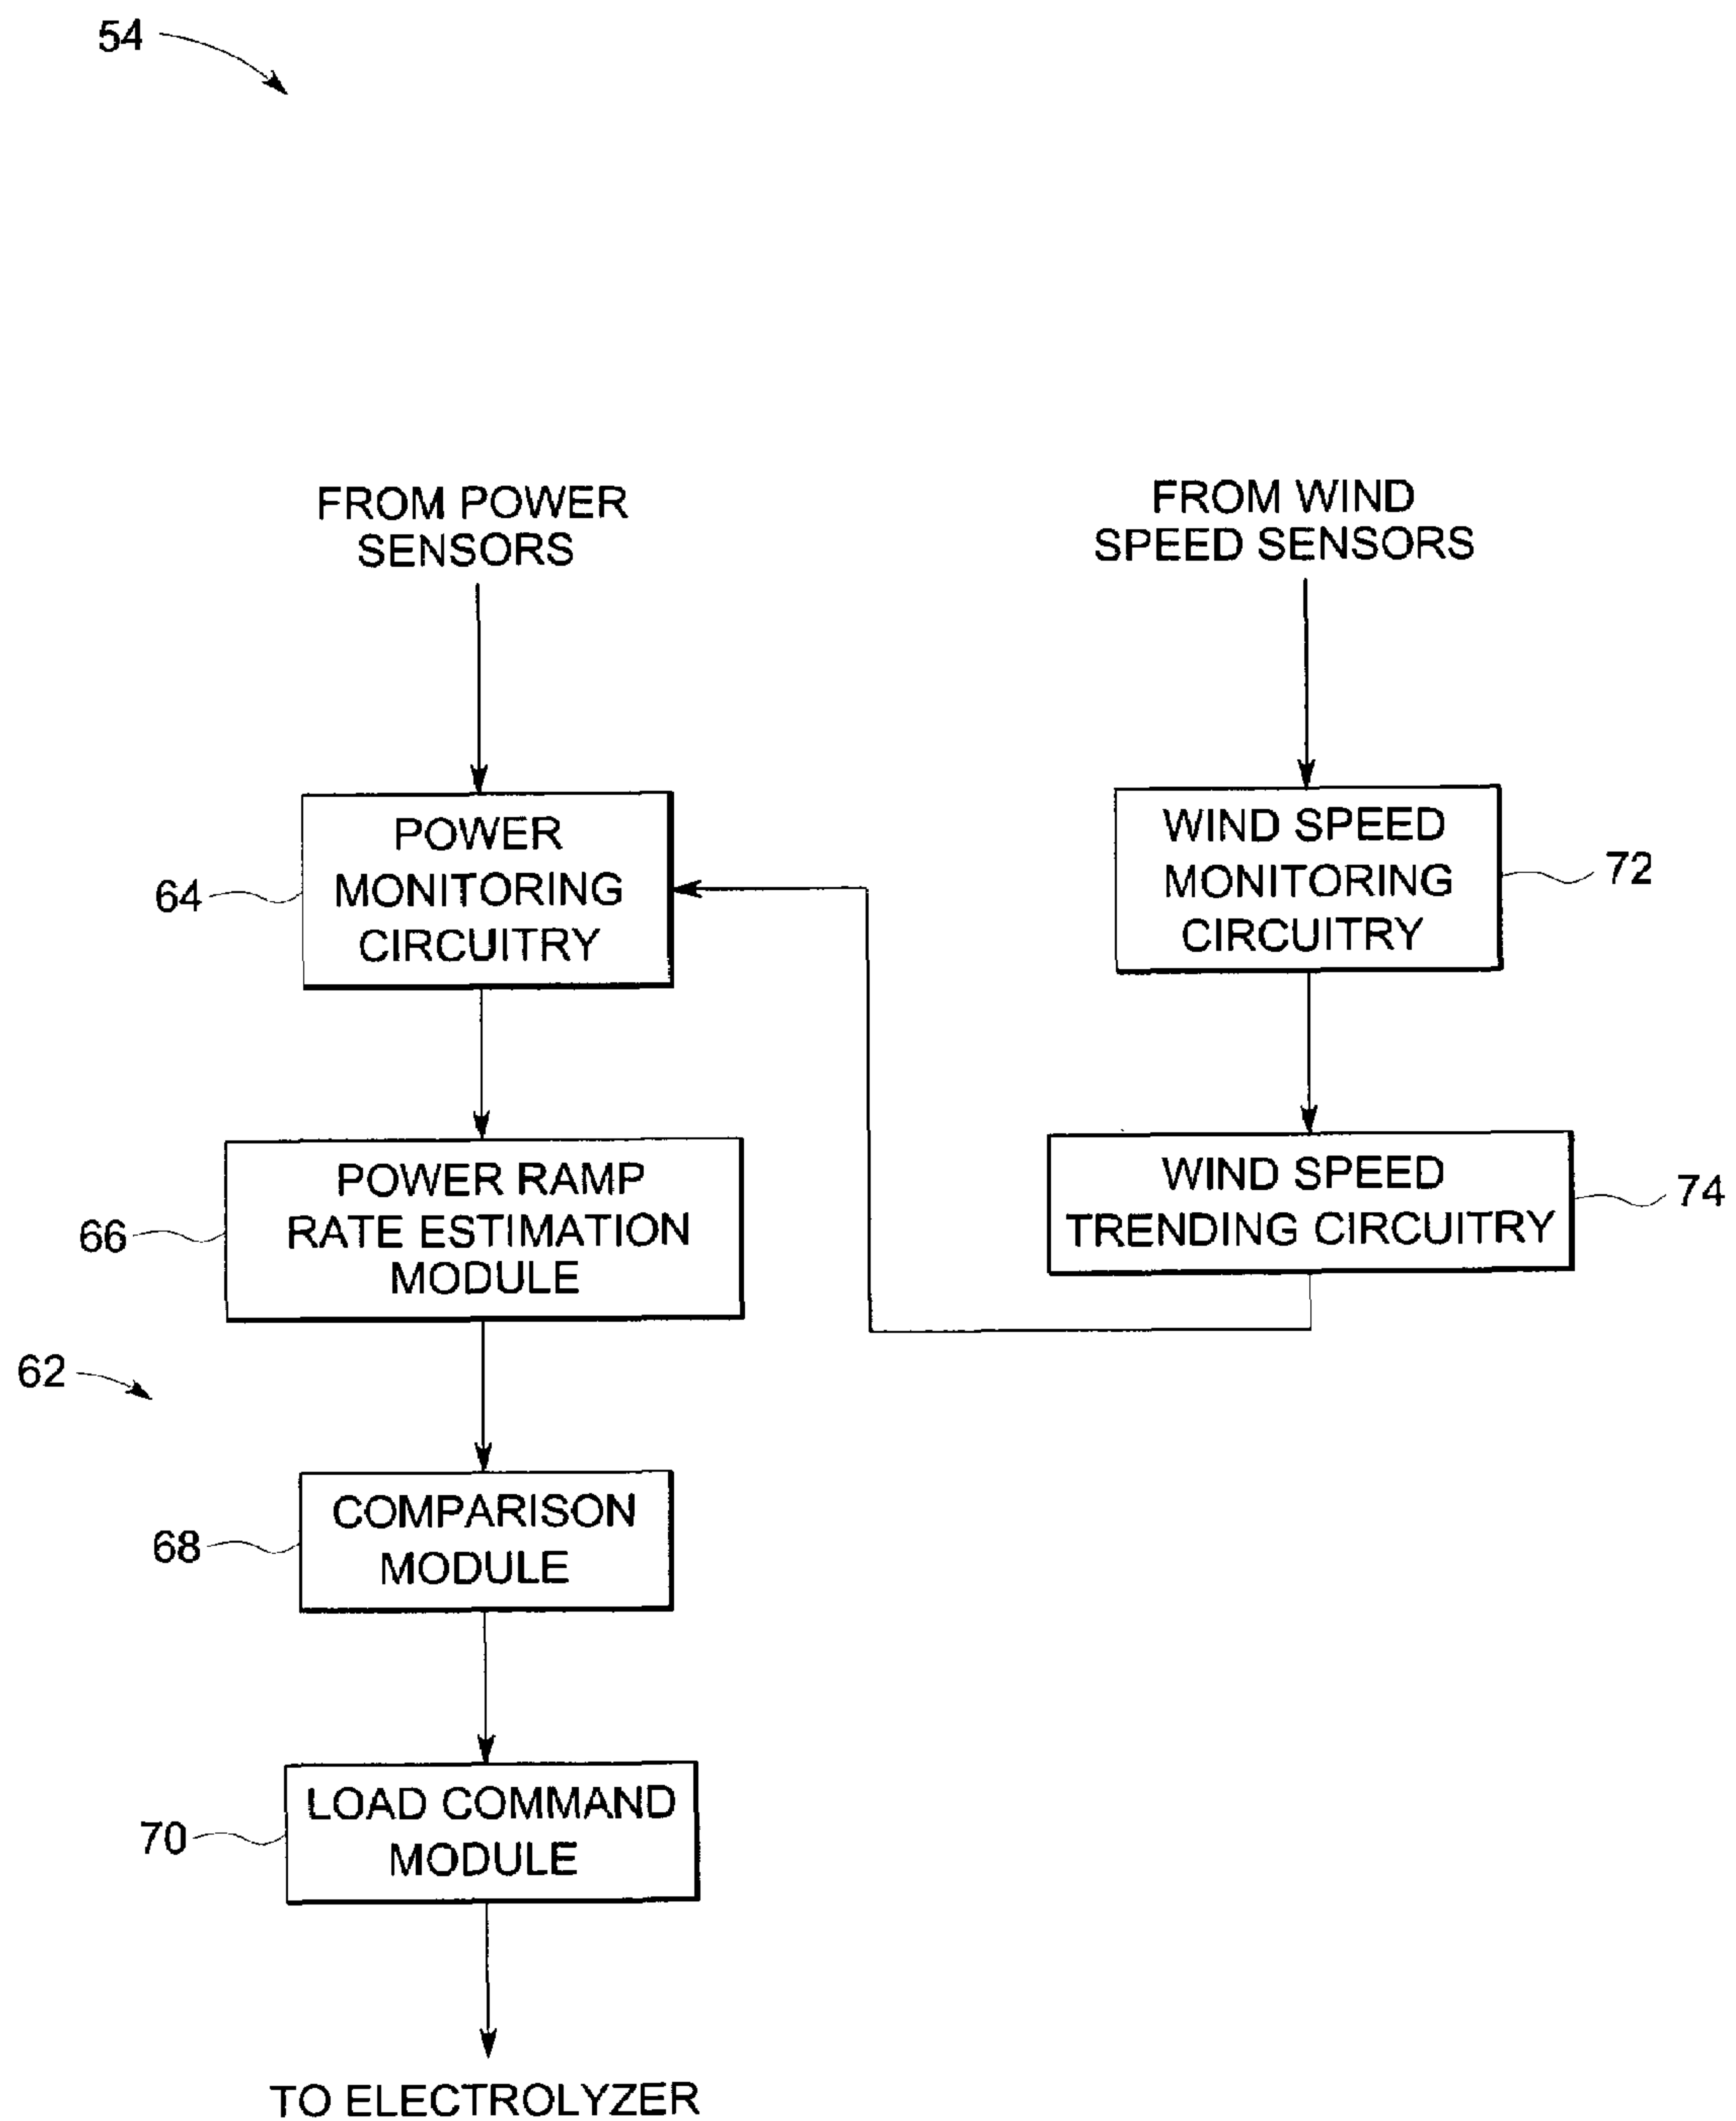 54
FROM POWER
SENSORS
FROM WIND
SPEED SENSORS
POWER
MONITORING
CIRCUITRY
64
WIND SPEED
MONITORING
CIRCUITRY
72
POWER RAMP
RATE ESTIMATION
MODULE
66
WIND SPEED
TRENDING CIRCUITRY
74
62
COMPARISON
MODULE
68
LOAD COMMAND
MODULE
70
TO ELECTROLYZER